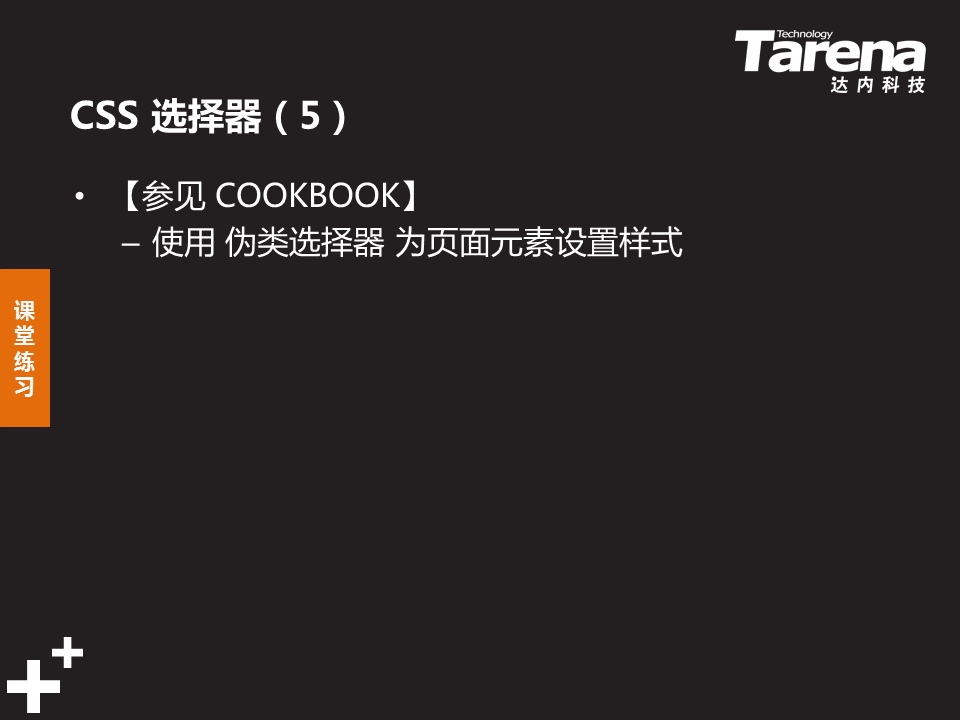 Technology
Tarena
达内科技
CSS 选择器（5）
• 【参见 COOKBOOK】
– 使用 伪类选择器 为页面元素设置样式
课
堂
练
习